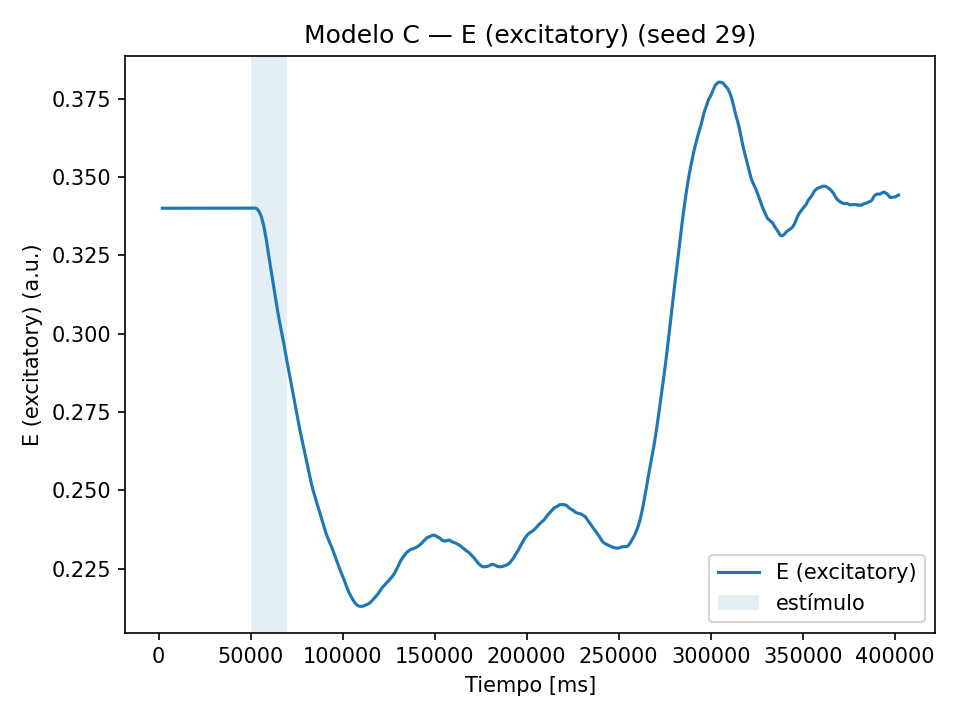 Modelo C — E (excitatory) (seed 29)
E (excitatory) (a.u.)
0.375
0.350
0.325
0.300
0.275
0.250
0.225
E (excitatory)
estímulo
0 50000 100000 150000 200000 250000 300000 350000 400000
Tiempo [ms]